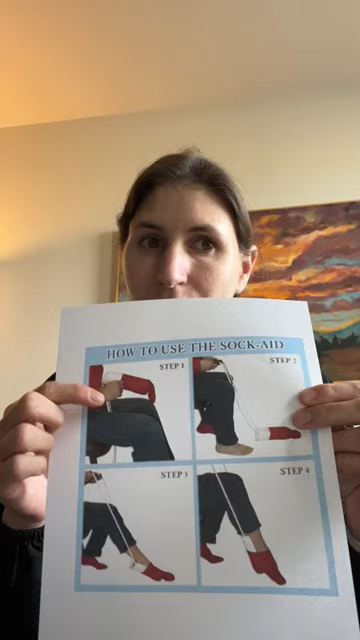 HOW TO USE THE SOCK-AID
STEP 1
STEP 2
STEP 3
STEP 4